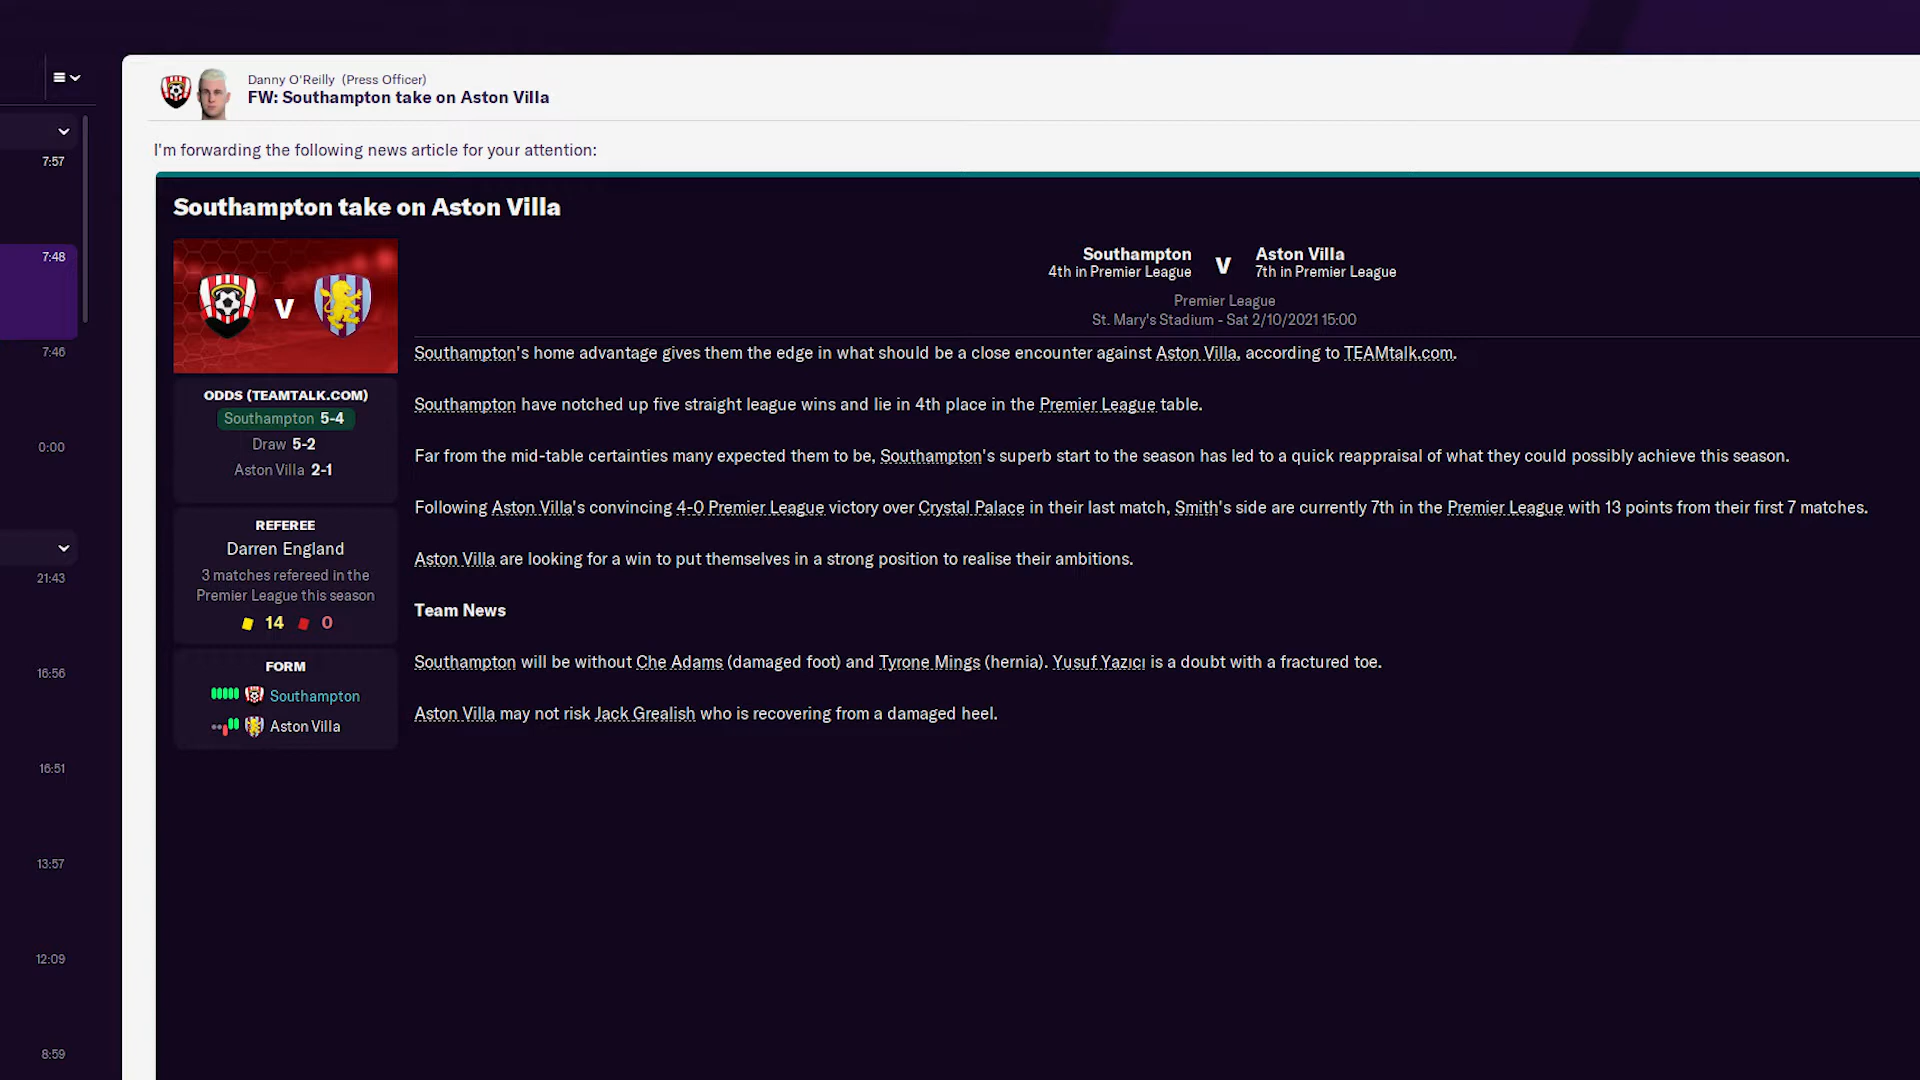 Danny O'Reilly (Press Officer)
FW: Southampton take on Aston Villa
I'm forwarding the following news article for your attention:
7:57
7:48
7:46
0:00
21:43
16:56
16:51
13:57
12:09
8:59
Southampton take on Aston Villa
V
Southampton
4th in Premier League
V
Aston Villa
7th in Premier League
Premier League
St. Mary's Stadium - Sat 2/10/2021 15:00
ODDS (TEAMTALK.COM)
Southampton 5-4
Draw 5-2
Aston Villa 2-1
REFEREE
Darren England
3 matches refereed in the
Premier League this season
14 0
FORM
Southampton
Aston Villa
Southampton's home advantage gives them the edge in what should be a close encounter against Aston Villa, according to TEAMtalk.com.
Southampton have notched up five straight league wins and lie in 4th place in the Premier League table.
Far from the mid-table certainties many expected them to be, Southampton's superb start to the season has led to a quick reappraisal of what they could possibly achieve this season.
Following Aston Villa's convincing 4-0 Premier League victory over Crystal Palace in their last match, Smith's side are currently 7th in the Premier League with 13 points from their first 7 matches.
Aston Villa are looking for a win to put themselves in a strong position to realise their ambitions.
Team News
Southampton will be without Che Adams (damaged foot) and Tyrone Mings (hernia). Yusuf Yazıcı is a doubt with a fractured toe.
Aston Villa may not risk Jack Grealish who is recovering from a damaged heel.